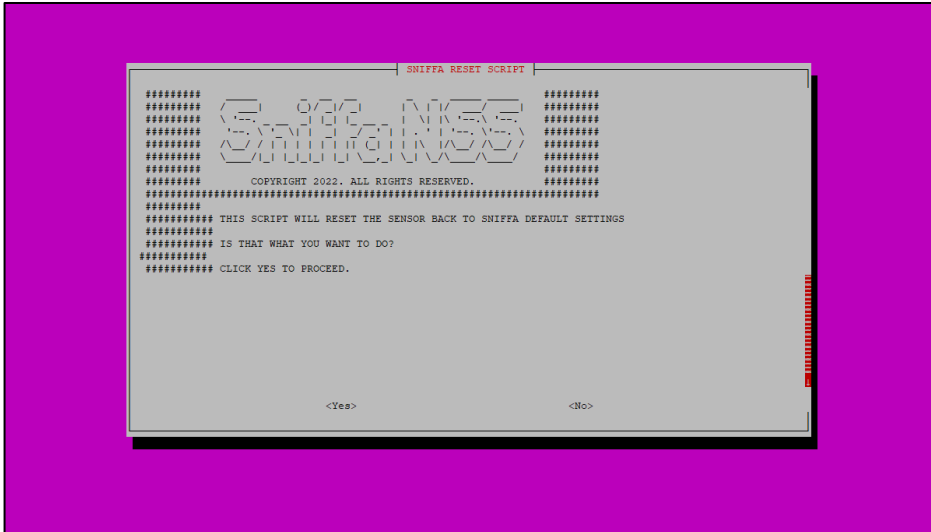 SNIFFA RESET SCRIPT
SniffaNSS
COPYRIGHT 2022. ALL RIGHTS RESERVED.
THIS SCRIPT WILL RESET THE SENSOR BACK TO SNIFFA DEFAULT SETTINGS
IS THAT WHAT YOU WANT TO DO?
CLICK YES TO PROCEED.
<Yes> <No>